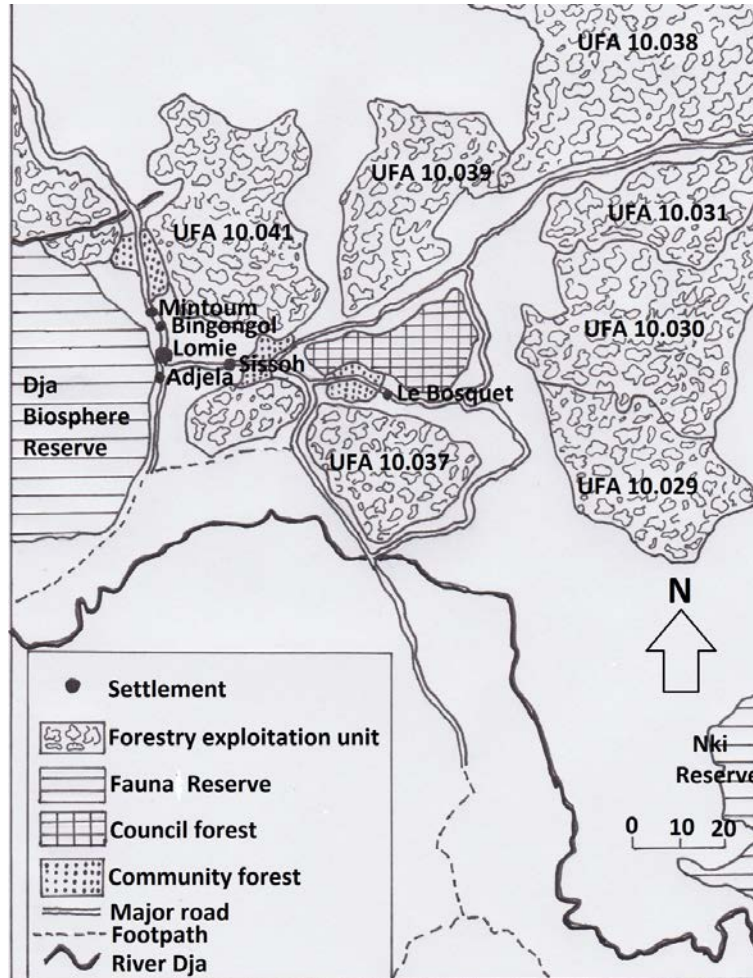 UFA 10.038
UFA 10.039
UFA 10.031
UFA 10.041
Mintoum
Bingongol
UFA 10.030
Lomie
Sissoh
Adjela
Dja
Biosphere
Reserve
Le Bosquet
UFA 10.037
UFA 10.029
N
Settlement
Forestry exploitation unit
Nki
Reserve
Fauna Reserve
0 10 20
Council forest
Community forest
Major road
Footpath
River Dja